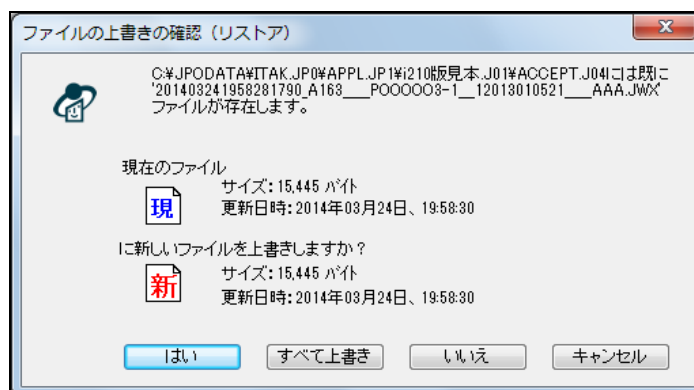 ファイルの上書きの確認（リストア）
C:¥JPODATA¥ITAK.JP0¥APPL.JP1¥i210版見本.J01¥ACCEPT.J04には既に
'201403241958281790_A163___POOOOO3-1__12013010521___AAA.JWX'
ファイルが存在します。
現在のファイル
現
サイズ：15,445 バイト
更新日時：2014年03月24日、19:58:30
に新しいファイルを上書きしますか？
新
サイズ：15,445 バイト
更新日時：2014年03月24日、19:58:30
はい すべて上書き いいえ キャンセル